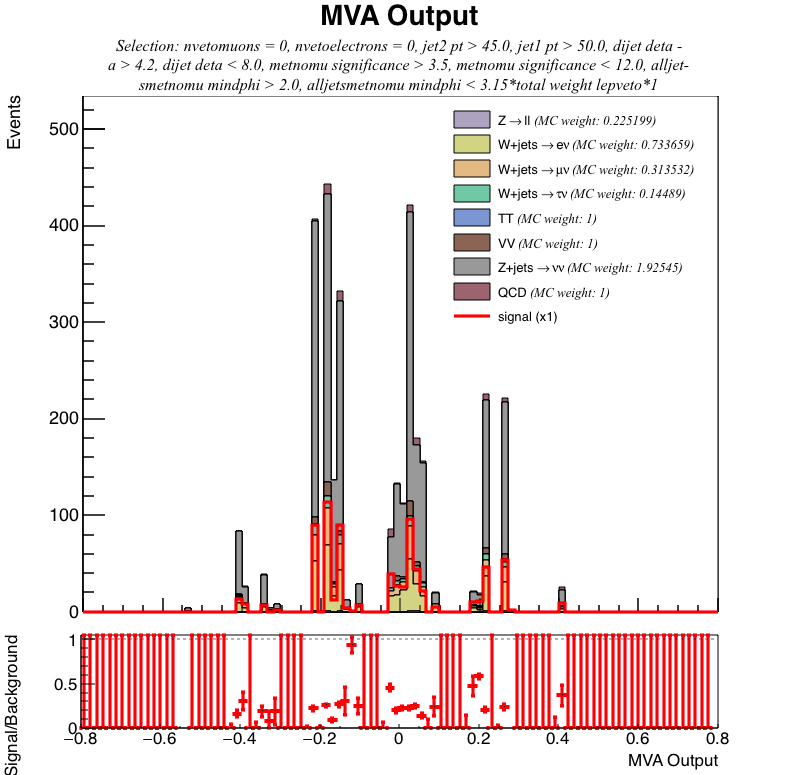 MVA Output
Selection: nvetomuons = 0, nvetoelectrons = 0, jet2 pt > 45.0, jet1 pt > 50.0, dijet deta -
a > 4.2, dijet deta < 8.0, metnomu significance > 3.5, metnomu significance < 12.0, alljet-
smetnomu mindphi > 2.0, alljetsmetnomu mindphi < 3.15*total weight lepveto*1
Events
500
400
300
200
100
0
Z→ll (MC weight: 0.225199)
W+jets→eν (MC weight: 0.733659)
W+jets→μν (MC weight: 0.313532)
W+jets→τν (MC weight: 0.14489)
TT (MC weight: 1)
VV (MC weight: 1)
Z+jets→νν (MC weight: 1.92545)
QCD (MC weight: 1)
signal (x1)
Signal/Background
1
0.5
0
−0.8 −0.6 −0.4 −0.2 0 0.2 0.4 0.6 0.8
MVA Output